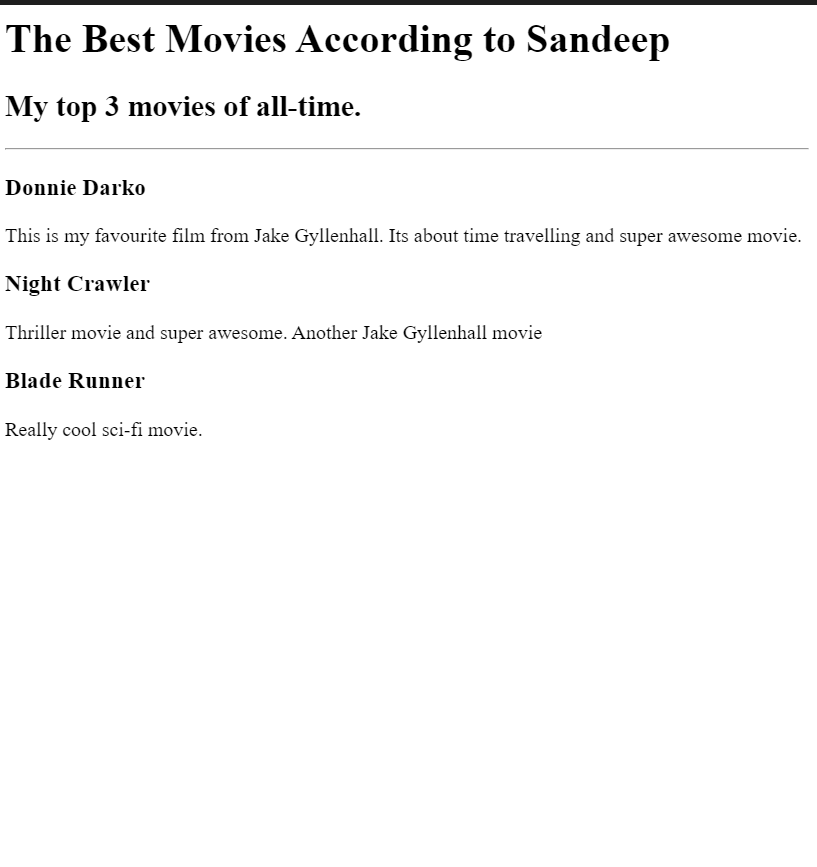 The Best Movies According to Sandeep
My top 3 movies of all-time.
Donnie Darko
This is my favourite film from Jake Gyllenhall. Its about time travelling and super awesome movie.
Night Crawler
Thriller movie and super awesome. Another Jake Gyllenhall movie
Blade Runner
Really cool sci-fi movie.